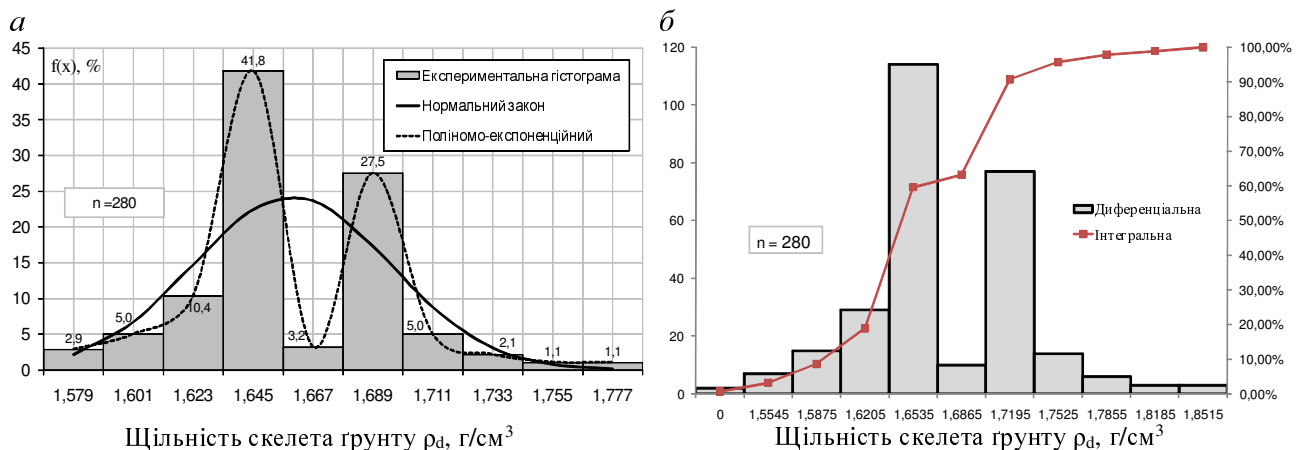 а
f(x), %
45
40
35
30
25
20
15
10
5
0
2,9
5,0
10,4
41,8
3,2
27,5
5,0
2,1
1,1
1,1
n =280
Експериментальна гістограма
Нормальний закон
Поліномо-експоненційний
1,579 1,601 1,623 1,645 1,667 1,689 1,711 1,733 1,755 1,777
Щільність скелета ґрунту ρd, г/см³
б
120
100
80
60
40
20
0
n = 280
Диференціальна
Інтегральна
100,00%
90,00%
80,00%
70,00%
60,00%
50,00%
40,00%
30,00%
20,00%
10,00%
0,00%
0 1,5545 1,5875 1,6205 1,6535 1,6865 1,7195 1,7525 1,7855 1,8185 1,8515
Щільність скелета ґрунту ρd, г/см³